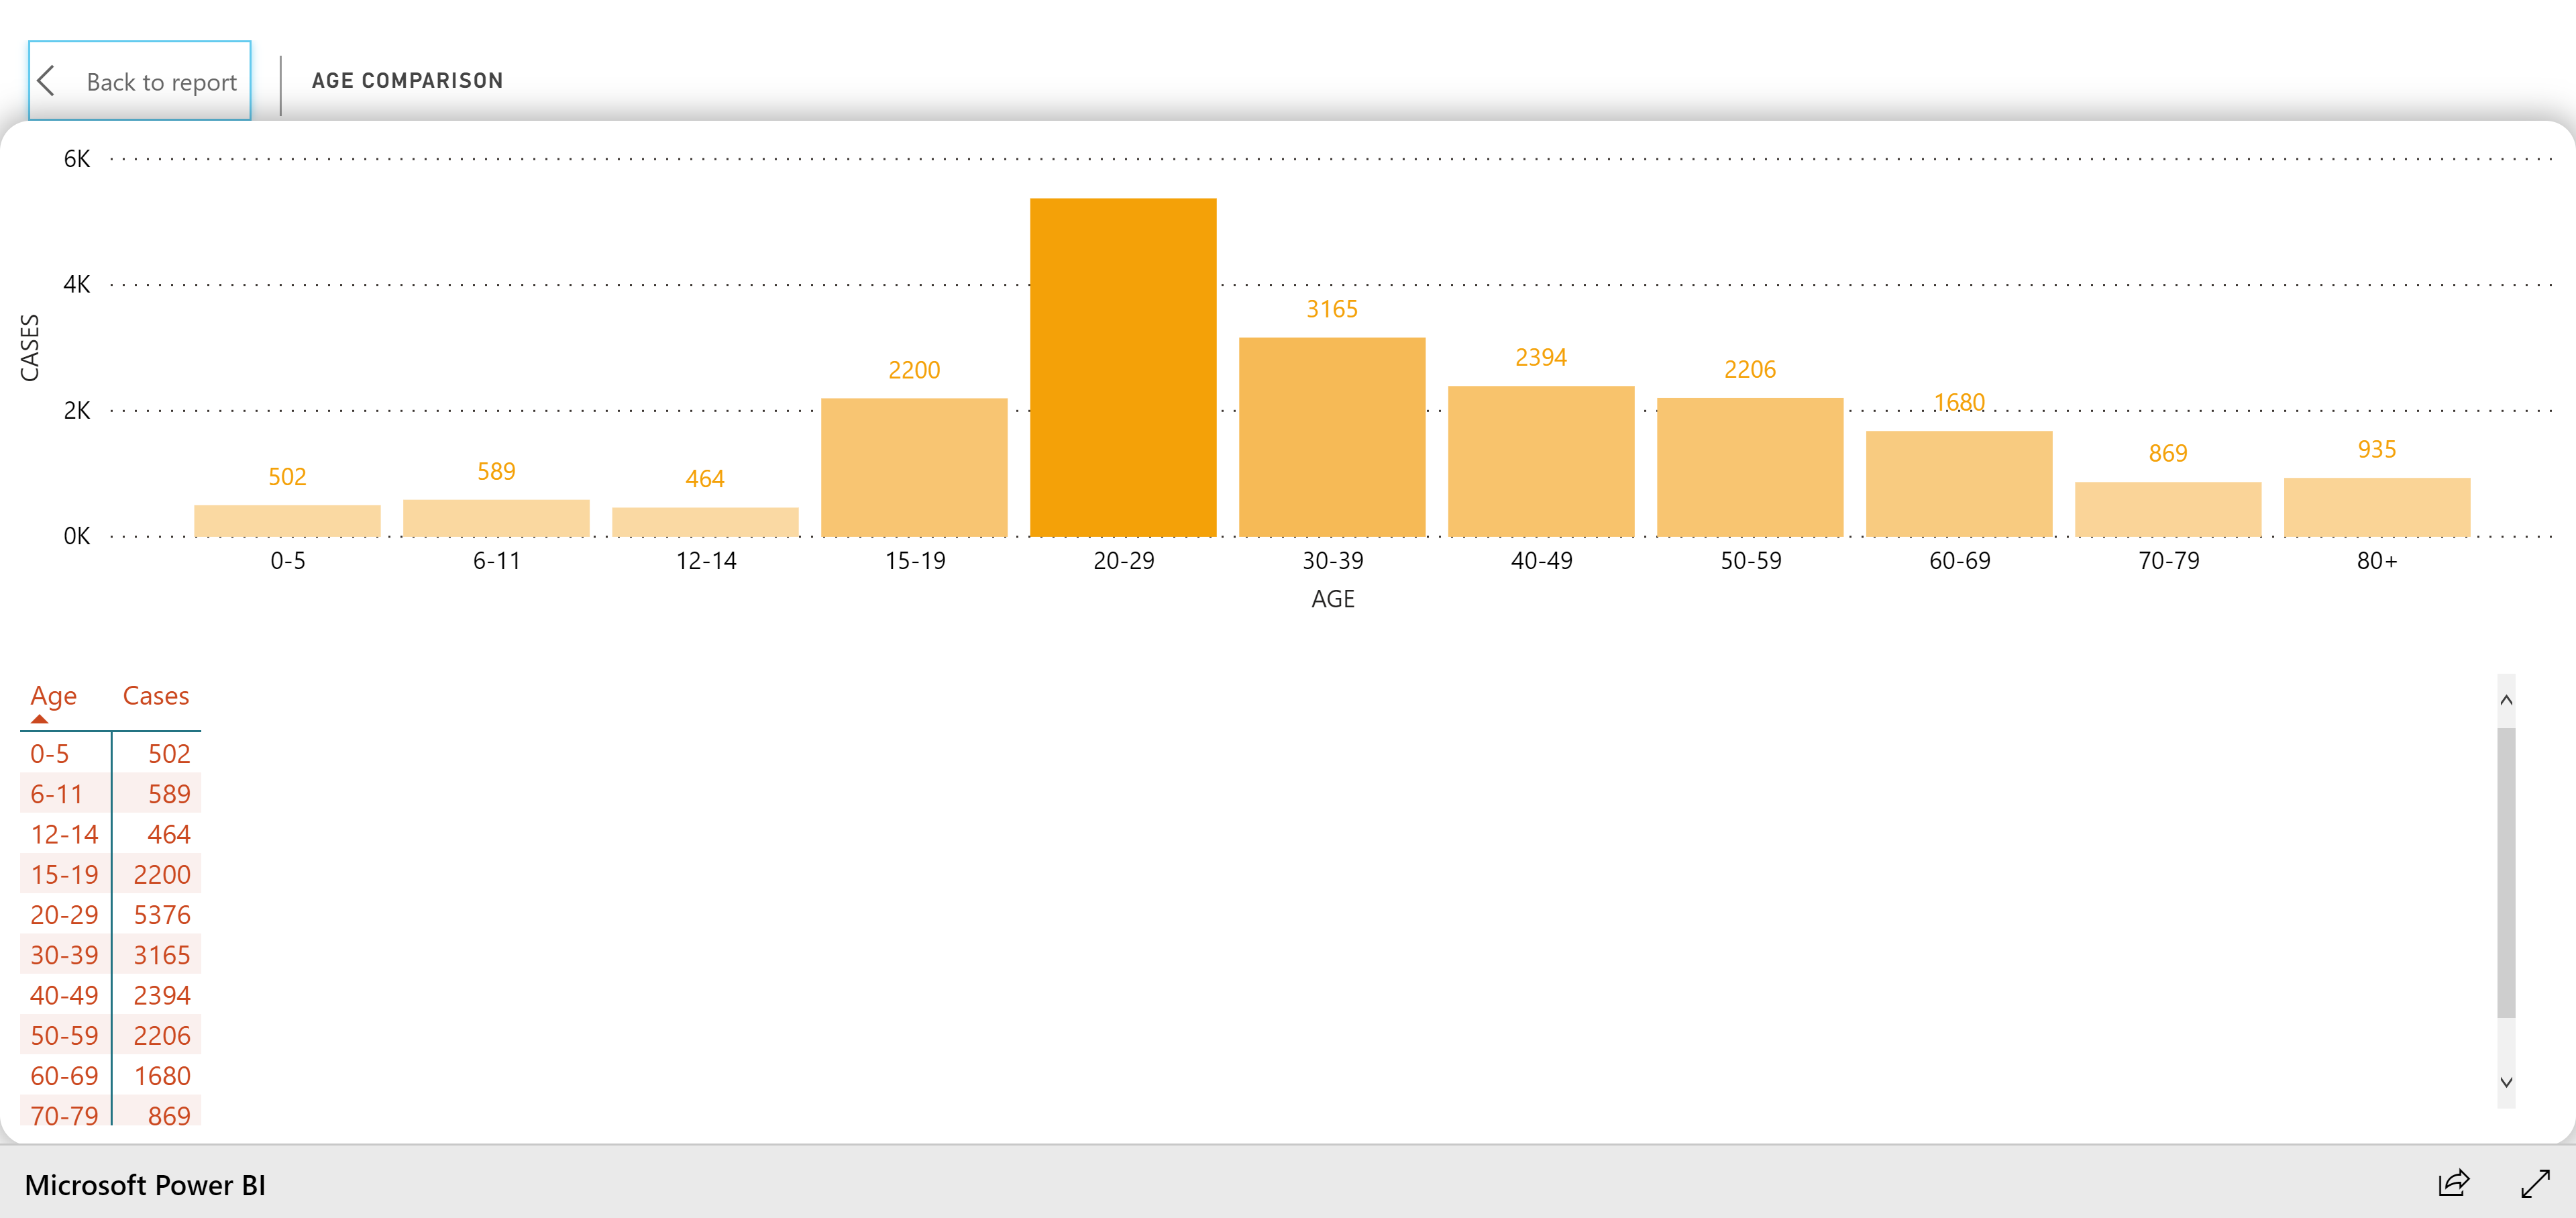 Back to report
AGE COMPARISON
6K
4K
2K
0K
CASES
502
589
464
2200
3165
2394
2206
1680
869
935
0-5 6-11 12-14 15-19 20-29 30-39 40-49 50-59 60-69 70-79 80+
AGE
Age Cases
0-5 502
6-11 589
12-14 464
15-19 2200
20-29 5376
30-39 3165
40-49 2394
50-59 2206
60-69 1680
70-79 869
Microsoft Power BI